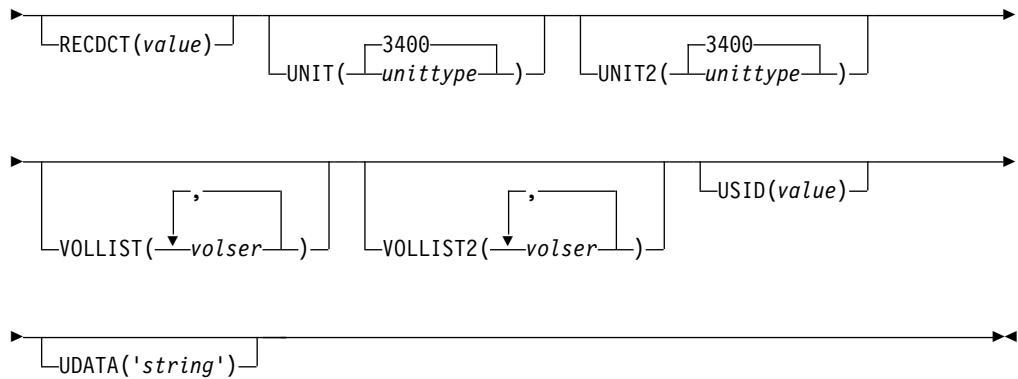 RECDCT(value)
UNIT(
3400
unittype
)
UNIT2(
3400
unittype
)
VOLLIST(
,
volser
)
VOLLIST2(
,
volser
)
USID(value)
UDATA('string')